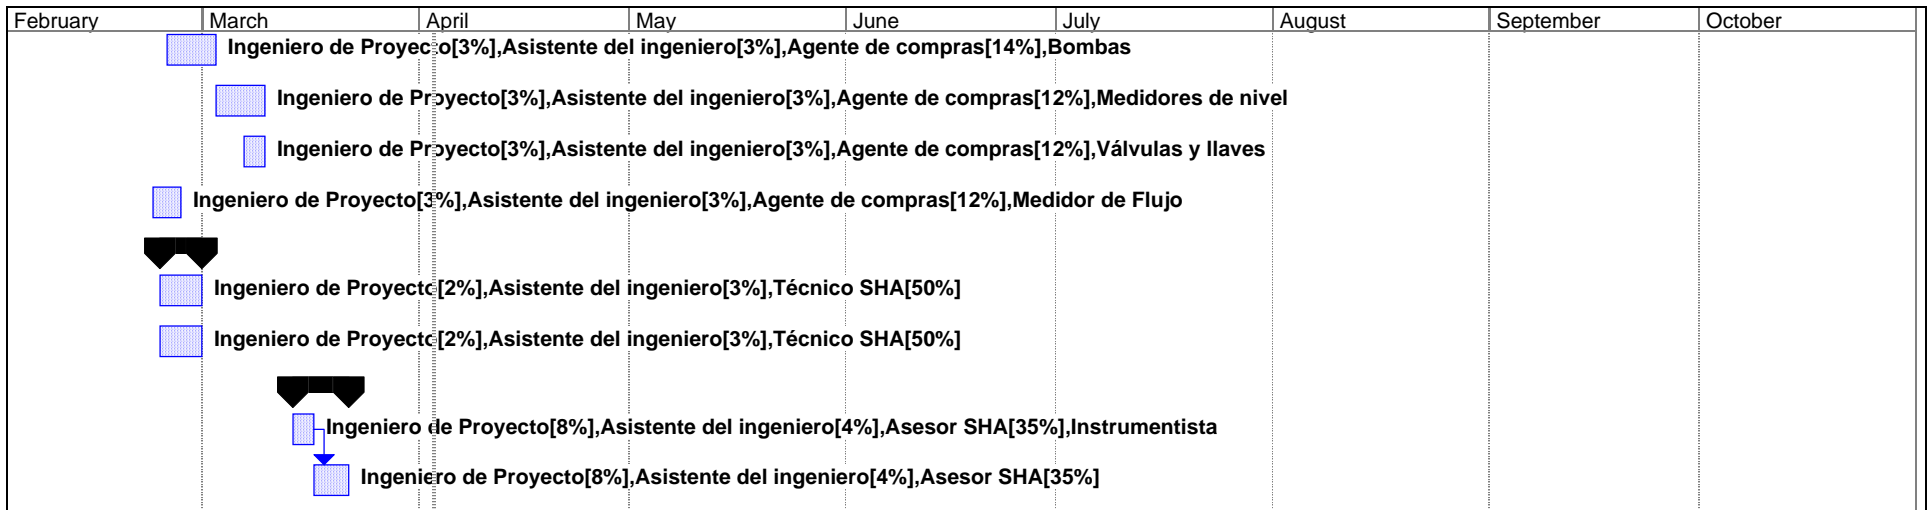 February March April May June July August September October
Ingeniero de Proyecto[3%],Asistente del ingeniero[3%],Agente de compras[14%],Bombas
Ingeniero de Proyecto[3%],Asistente del ingeniero[3%],Agente de compras[12%],Medidores de nivel
Ingeniero de Proyecto[3%],Asistente del ingeniero[3%],Agente de compras[12%],Válvulas y llaves
Ingeniero de Proyecto[3%],Asistente del ingeniero[3%],Agente de compras[12%],Medidor de Flujo
Ingeniero de Proyecto[2%],Asistente del ingeniero[3%],Técnico SHA[50%]
Ingeniero de Proyecto[2%],Asistente del ingeniero[3%],Técnico SHA[50%]
Ingeniero de Proyecto[8%],Asistente del ingeniero[4%],Asesor SHA[35%],Instrumentista
Ingeniero de Proyecto[8%],Asistente del ingeniero[4%],Asesor SHA[35%]